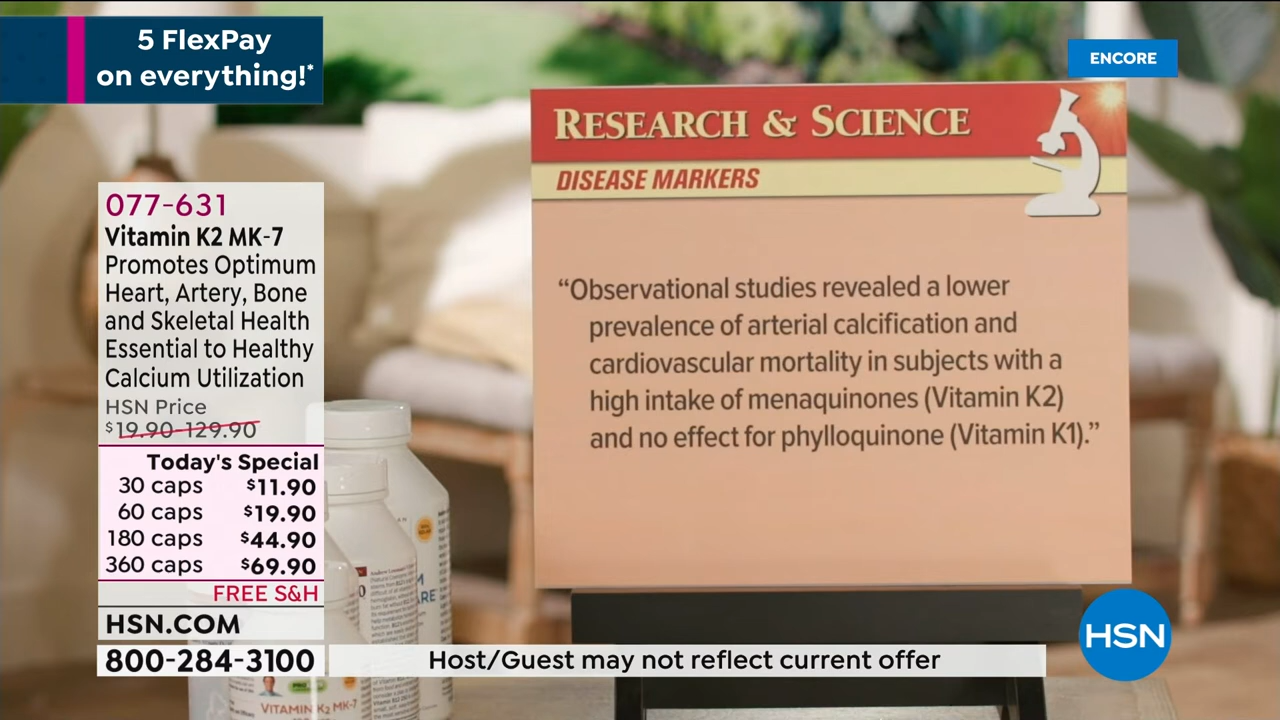 5 FlexPay
on everything!*
ENCORE
RESEARCH & SCIENCE
DISEASE MARKERS
“Observational studies revealed a lower
prevalence of arterial calcification and
cardiovascular mortality in subjects with a
high intake of menaquinones (Vitamin K2)
and no effect for phylloquinone (Vitamin K1).”
077-631
Vitamin K2 MK-7
Promotes Optimum
Heart, Artery, Bone
and Skeletal Health
Essential to Healthy
Calcium Utilization
HSN Price
$19.90-129.90
Today's Special
30 caps $11.90
60 caps $19.90
180 caps $44.90
360 caps $69.90
FREE S&H
HSN.COM
800-284-3100
Host/Guest may not reflect current offer
HSN
VITAMIN K2 MK-7